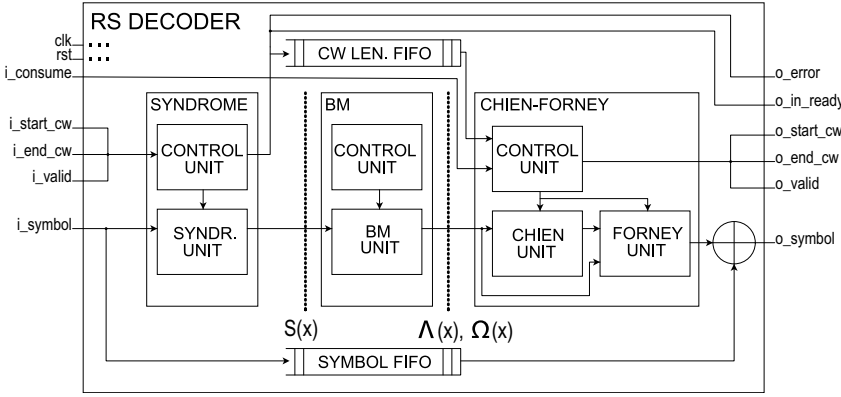 RS DECODER
clk
rst
CW LEN. FIFO
i_consume
o_error
o_in_ready
SYNDROME
BM
CHIEN-FORNEY
i_start_cw
i_end_cw
i_valid
CONTROL
UNIT
CONTROL
UNIT
CONTROL
UNIT
o_start_cw
o_end_cw
o_valid
i_symbol
SYNDR.
UNIT
BM
UNIT
CHIEN
UNIT
FORNEY
UNIT
o_symbol
S(x)
Λ(x), Ω(x)
SYMBOL FIFO